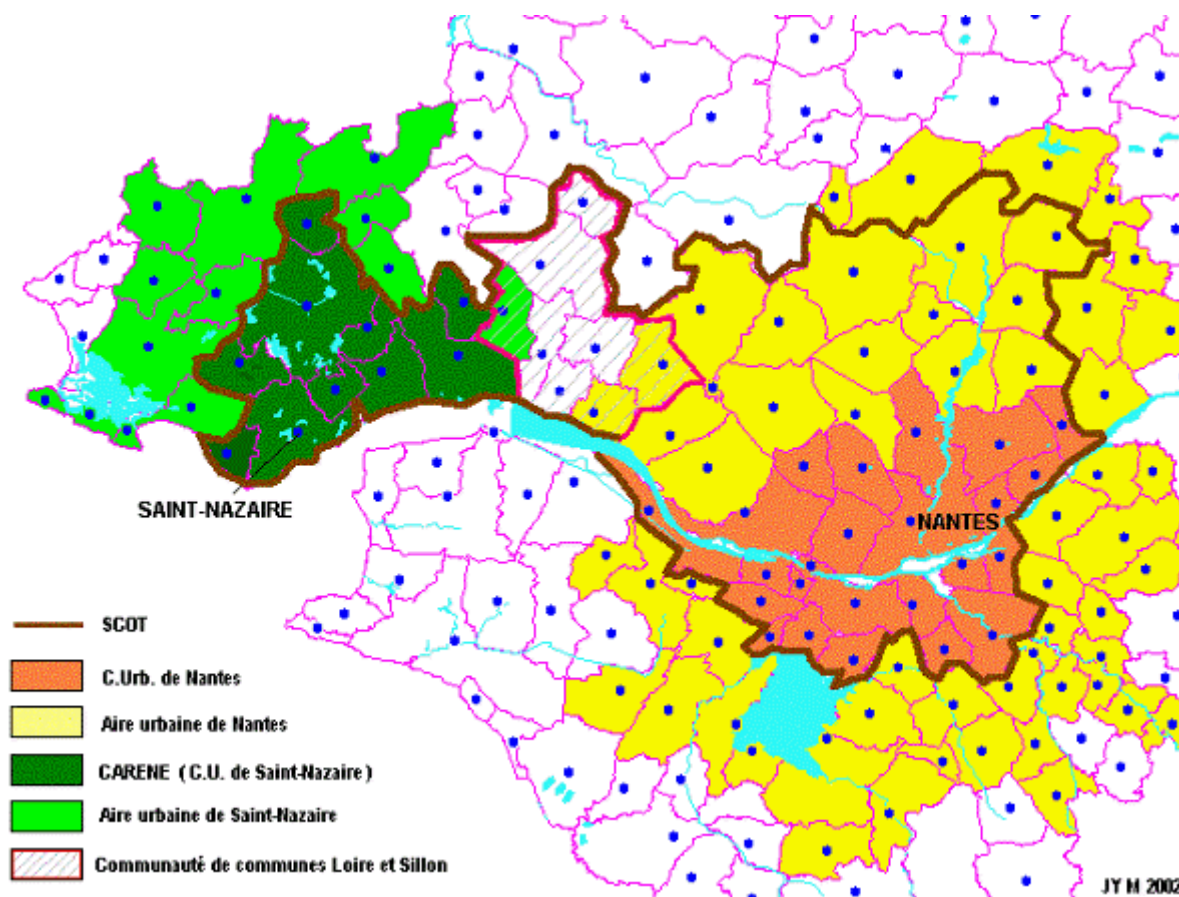 SAINT-NAZAIRE
NANTES
SCOT
C.Urb. de Nantes
Aire urbaine de Nantes
CARENE ( C.U. de Saint-Nazaire )
Aire urbaine de Saint-Nazaire
Communauté de communes Loire et Sillon
JY M 2002